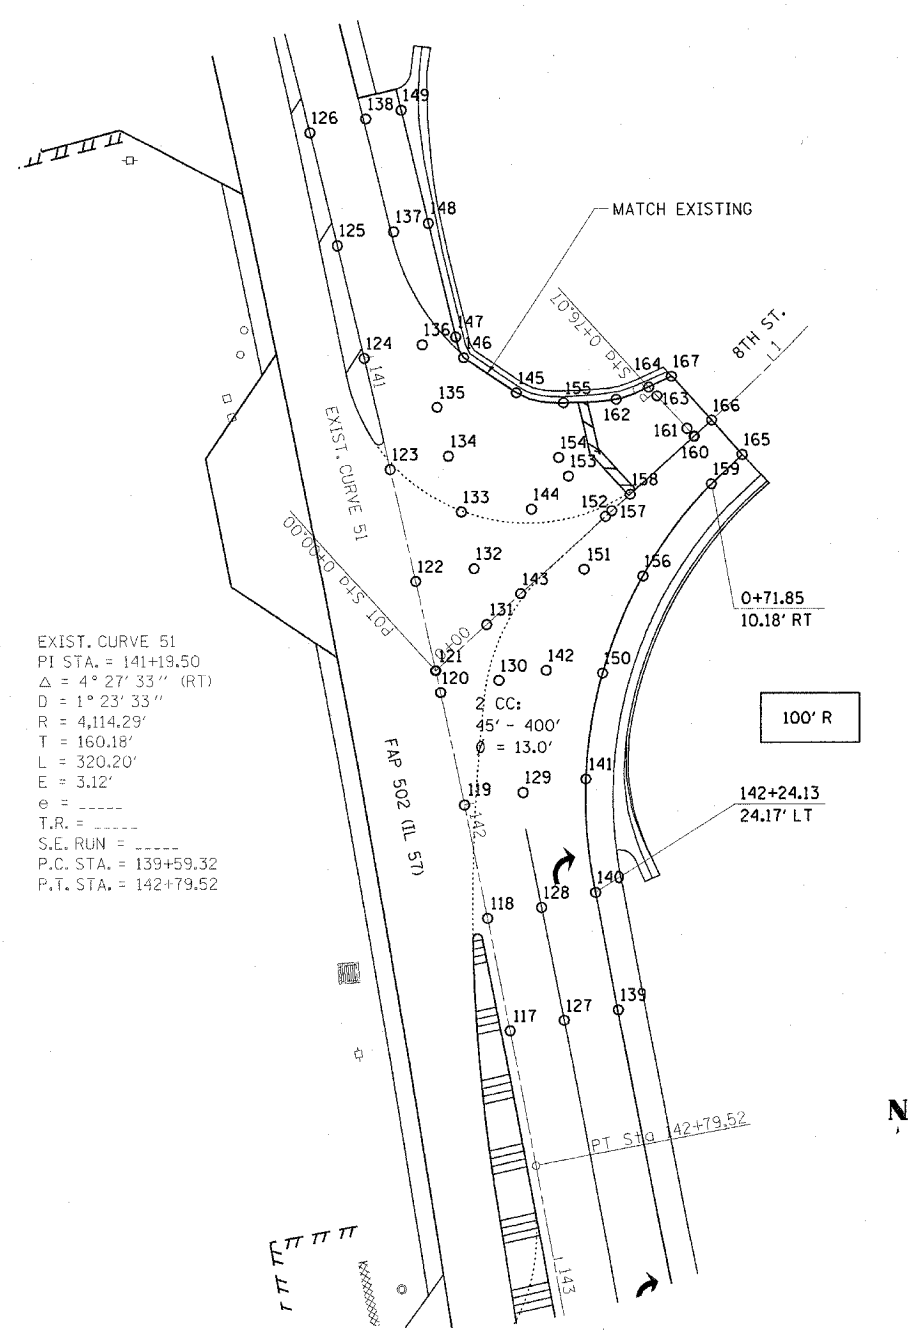 138
149
126
148
137
125
MATCH EXISTING
Sta 0+76.07
8TH ST.
1
147
136
146
124
141
164
167
145
155
163
162
135
166
161
160
EXIST. CURVE 51
134
154
165
123
153
159
158
133
144
152
157
POT Sta 0+00.00
132
151
156
122
143
0+71.85
10.18' RT
131
0+00
121
142
150
130
120
EXIST. CURVE 51
PI STA. = 141+19.50
Δ = 4° 27' 33" (RT)
D = 1° 23' 33"
R = 4,114.29'
T = 160.18'
L = 320.20'
E = 3.12'
e = _____
T.R. = _____
S.E. RUN = _____
P.C. STA. = 139+59.32
P.T. STA. = 142+79.52
2 CC:
45' - 400'
Ø = 13.0'
100' R
FAP 502 (IL 57)
129
141
119
142
142+24.13
24.17' LT
140
128
118
139
127
117
N
PT Sta 142+79.52
143